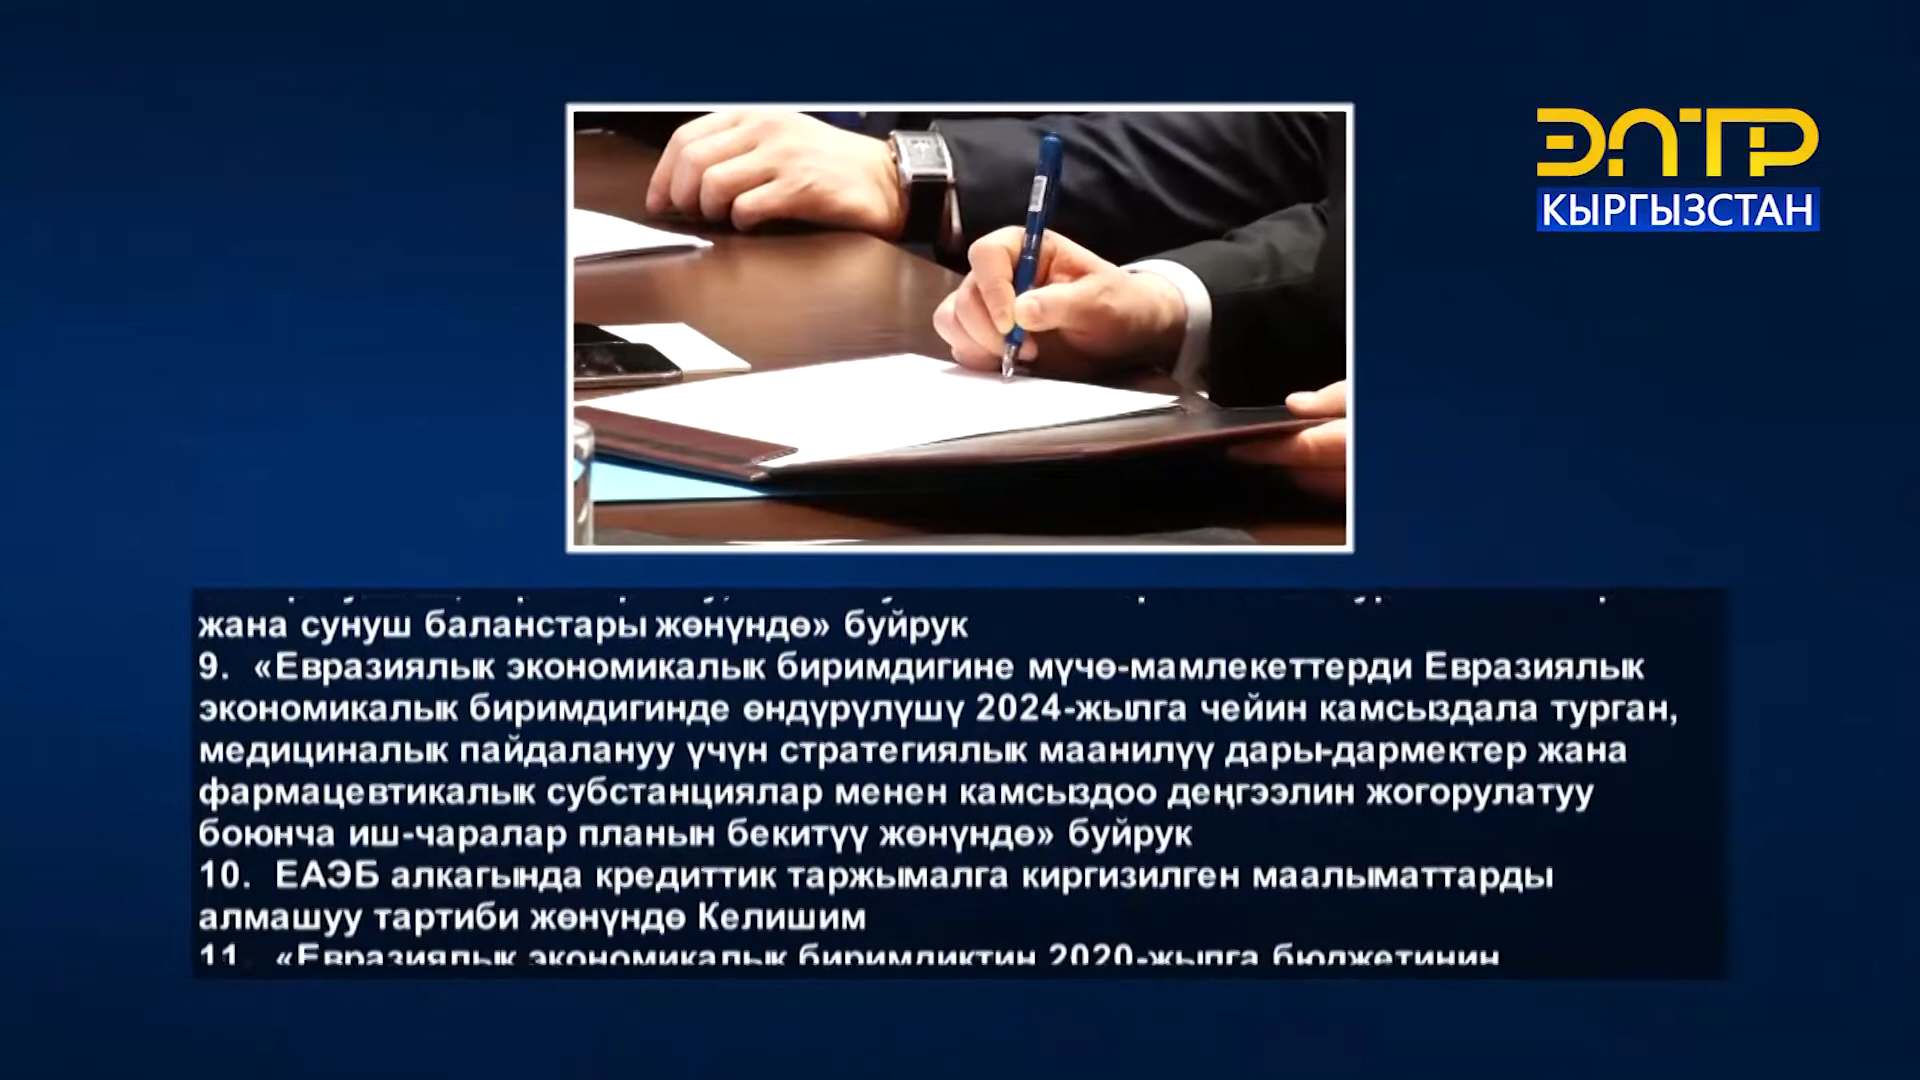 ЭЛТР
КЫРГЫЗСТАН
жана сунуш баланстары жөнүндө» буйрук
9. «Евразиялык экономикалык биримдигине мүчө-мамлекеттерди Евразиялык
экономикалык биримдигинде өндүрүлүшү 2024-жылга чейин камсыздала турган,
медициналык пайдалануу үчүн стратегиялык маанилүү дары-дармектер жана
фармацевтикалык субстанциялар менен камсыздоо деңгээлин жогорулатуу
боюнча иш-чаралар планын бекитүү жөнүндө» буйрук
10. ЕАЭБ алкагында кредиттик таржымалга киргизилген маалыматтарды
алмашуу тартиби жөнүндө Келишим
11. «Евразиялык экономикалык биримдиктин 2020-жылга бюджетинин